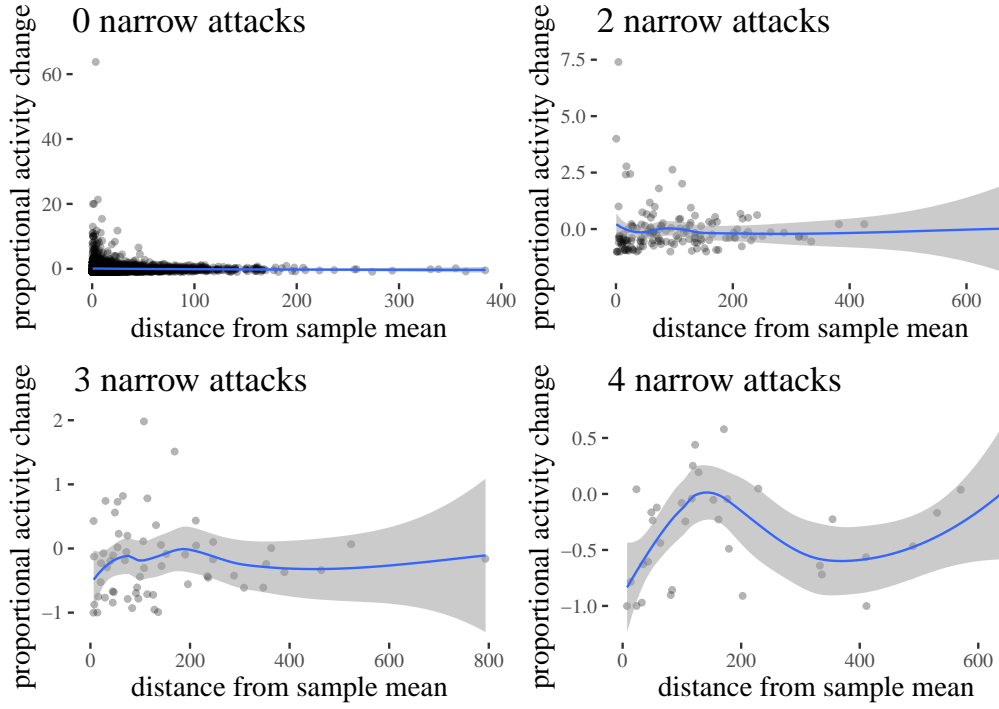 0 narrow attacks
proportional activity change
60
40
20
0
0
100
200
300
400
distance from sample mean
2 narrow attacks
proportional activity change
7.5
5.0
2.5
0.0
0
200
400
600
distance from sample mean
3 narrow attacks
proportional activity change
2
1
0
−1
0
200
400
600
800
distance from sample mean
4 narrow attacks
proportional activity change
0.5
0.0
−0.5
−1.0
0
200
400
600
distance from sample mean